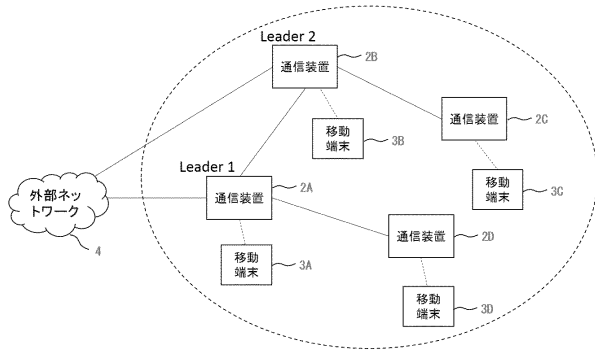 Leader 2
通信装置
2B
移動
端末
3B
通信装置
2C
移動
端末
3C
Leader 1
通信装置
2A
移動
端末
3A
通信装置
2D
移動
端末
3D
外部ネッ
トワーク
4